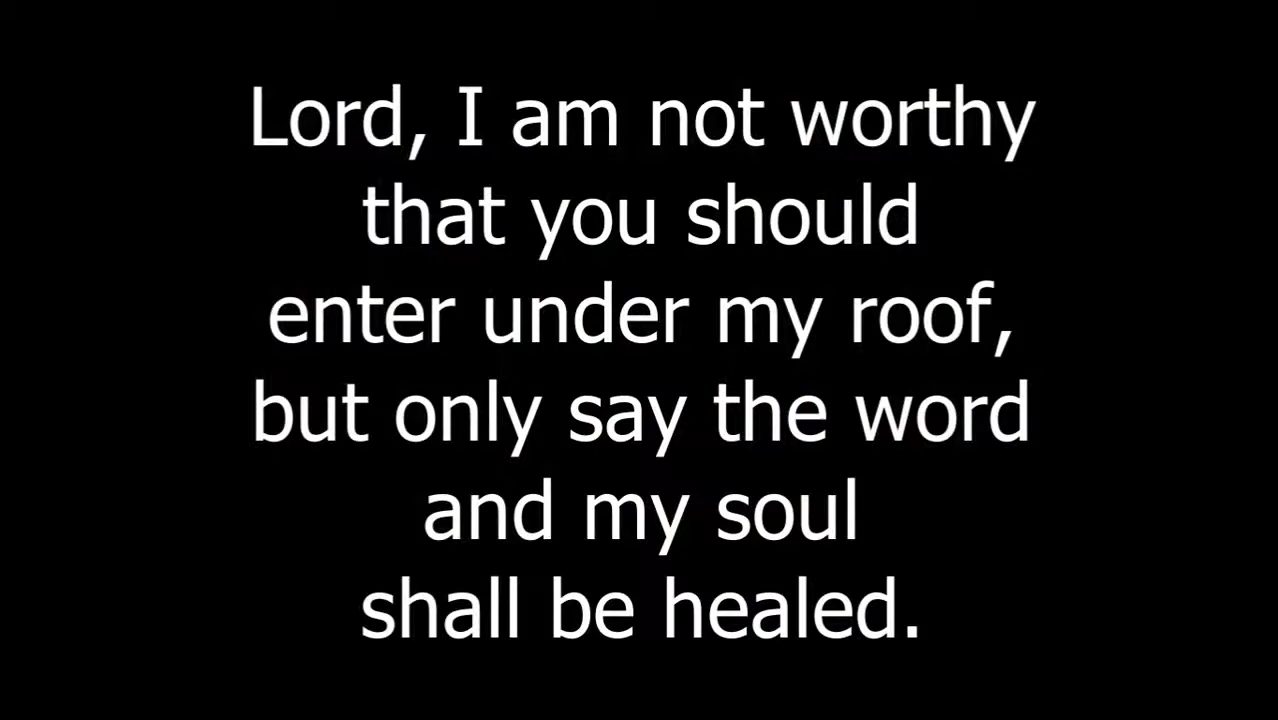 Lord, I am not worthy
that you should
enter under my roof,
but only say the word
and my soul
shall be healed.